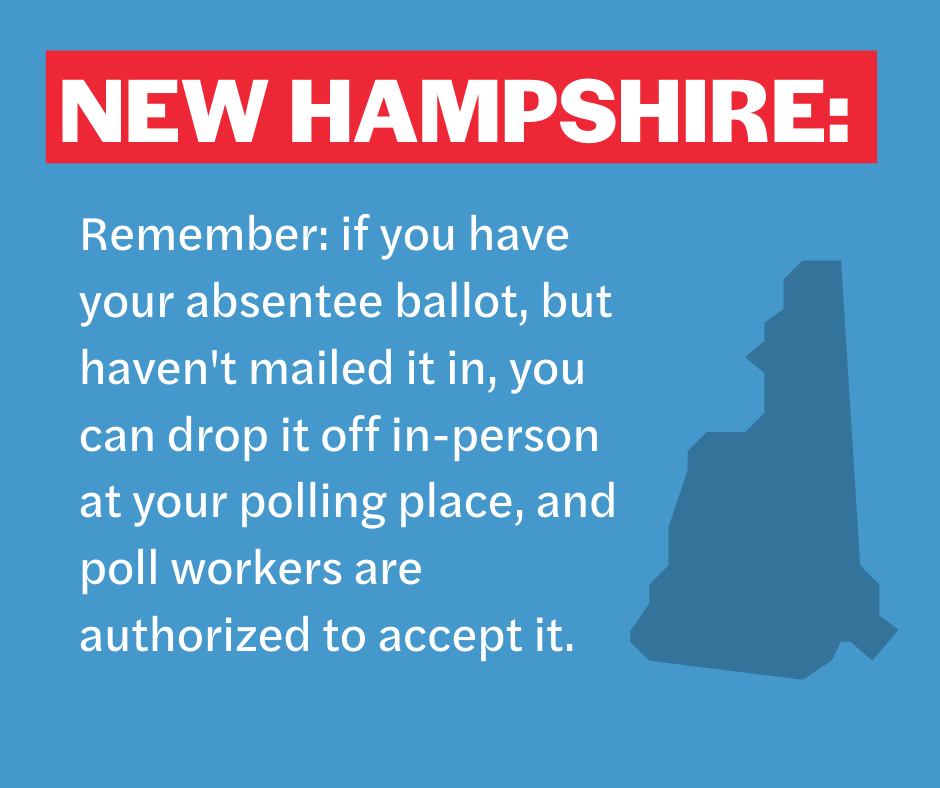 NEW HAMPSHIRE:
Remember: if you have
your absentee ballot, but
haven't mailed it in, you
can drop it off in-person
at your polling place, and
poll workers are
authorized to accept it.